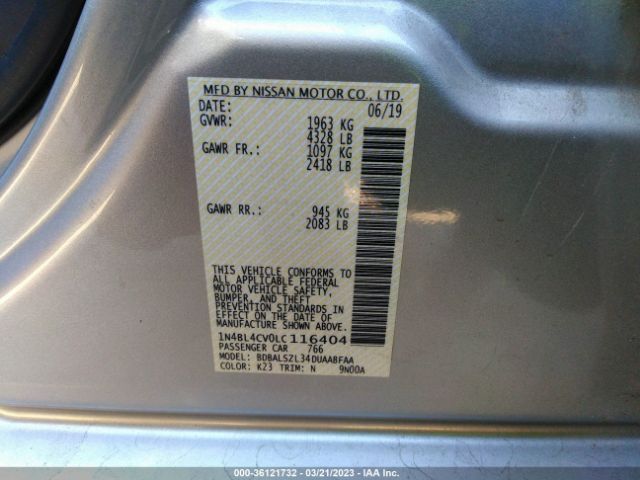 MFD BY NISSAN MOTOR CO., LTD.
DATE: 06/19
GVWR: 1963 KG
4328 LB
GAWR FR.: 1097 KG
2418 LB
GAWR RR.: 945 KG
2083 LB
THIS VEHICLE CONFORMS TO
ALL APPLICABLE FEDERAL
MOTOR VEHICLE SAFETY,
BUMPER, AND THEFT
PREVENTION STANDARDS IN
EFFECT ON THE DATE OF
MANUFACTURE SHOWN ABOVE.
1N4BL4CV0LC116404
PASSENGER CAR 766
MODEL: BDBALSZL34DUAABFAA
COLOR: K23 TRIM: N 9N00A
000-36121732 — 03/21/2023 — IAA Inc.